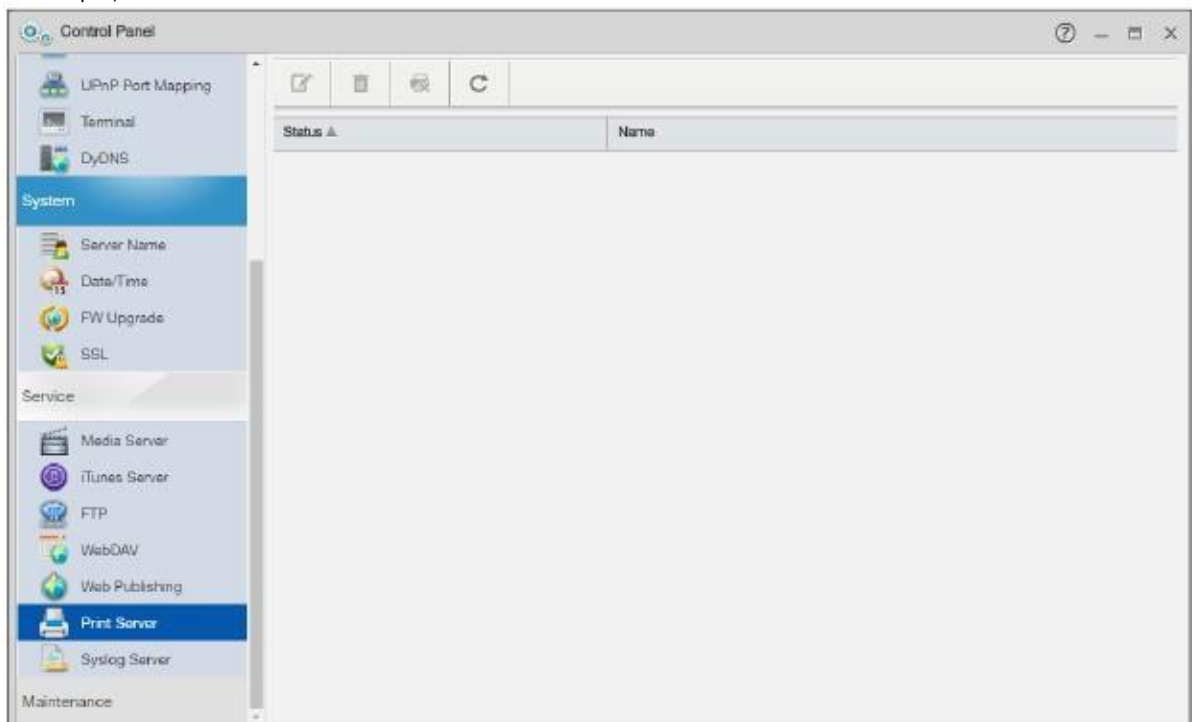 Control Panel
UPnP Port Mapping
Terminal
DyDNS
System
Server Name
Date/Time
FW Upgrade
SSL
Service
Media Server
iTunes Server
FTP
WebDAV
Web Publishing
Print Server
Syslog Server
Maintenance
Status
Name